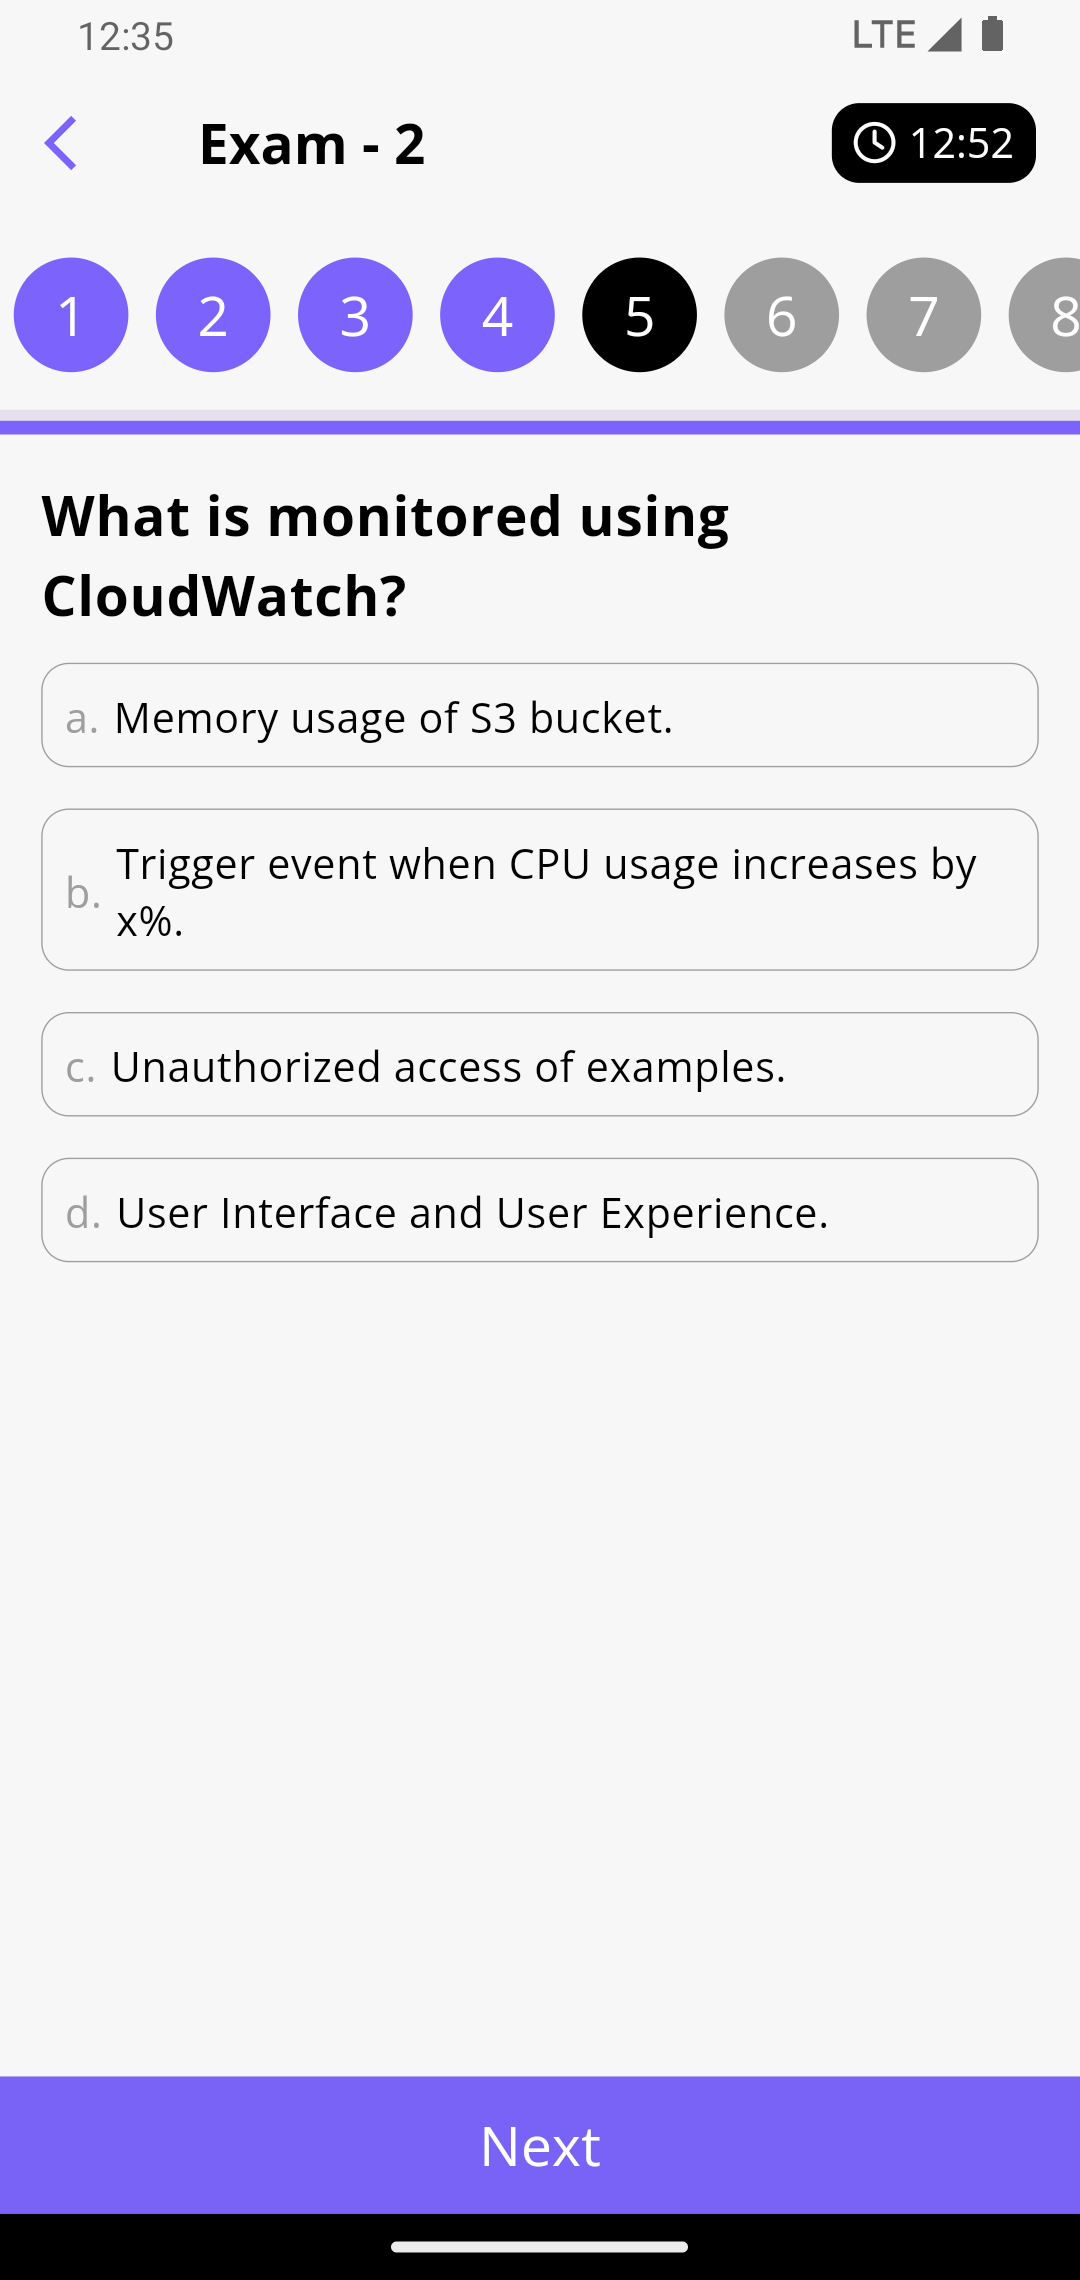 12:35 LTE
Exam - 2 12:52
1 2 3 4 5 6 7 8
What is monitored using
CloudWatch?
a. Memory usage of S3 bucket.
b. Trigger event when CPU usage increases by
x%.
c. Unauthorized access of examples.
d. User Interface and User Experience.
Next